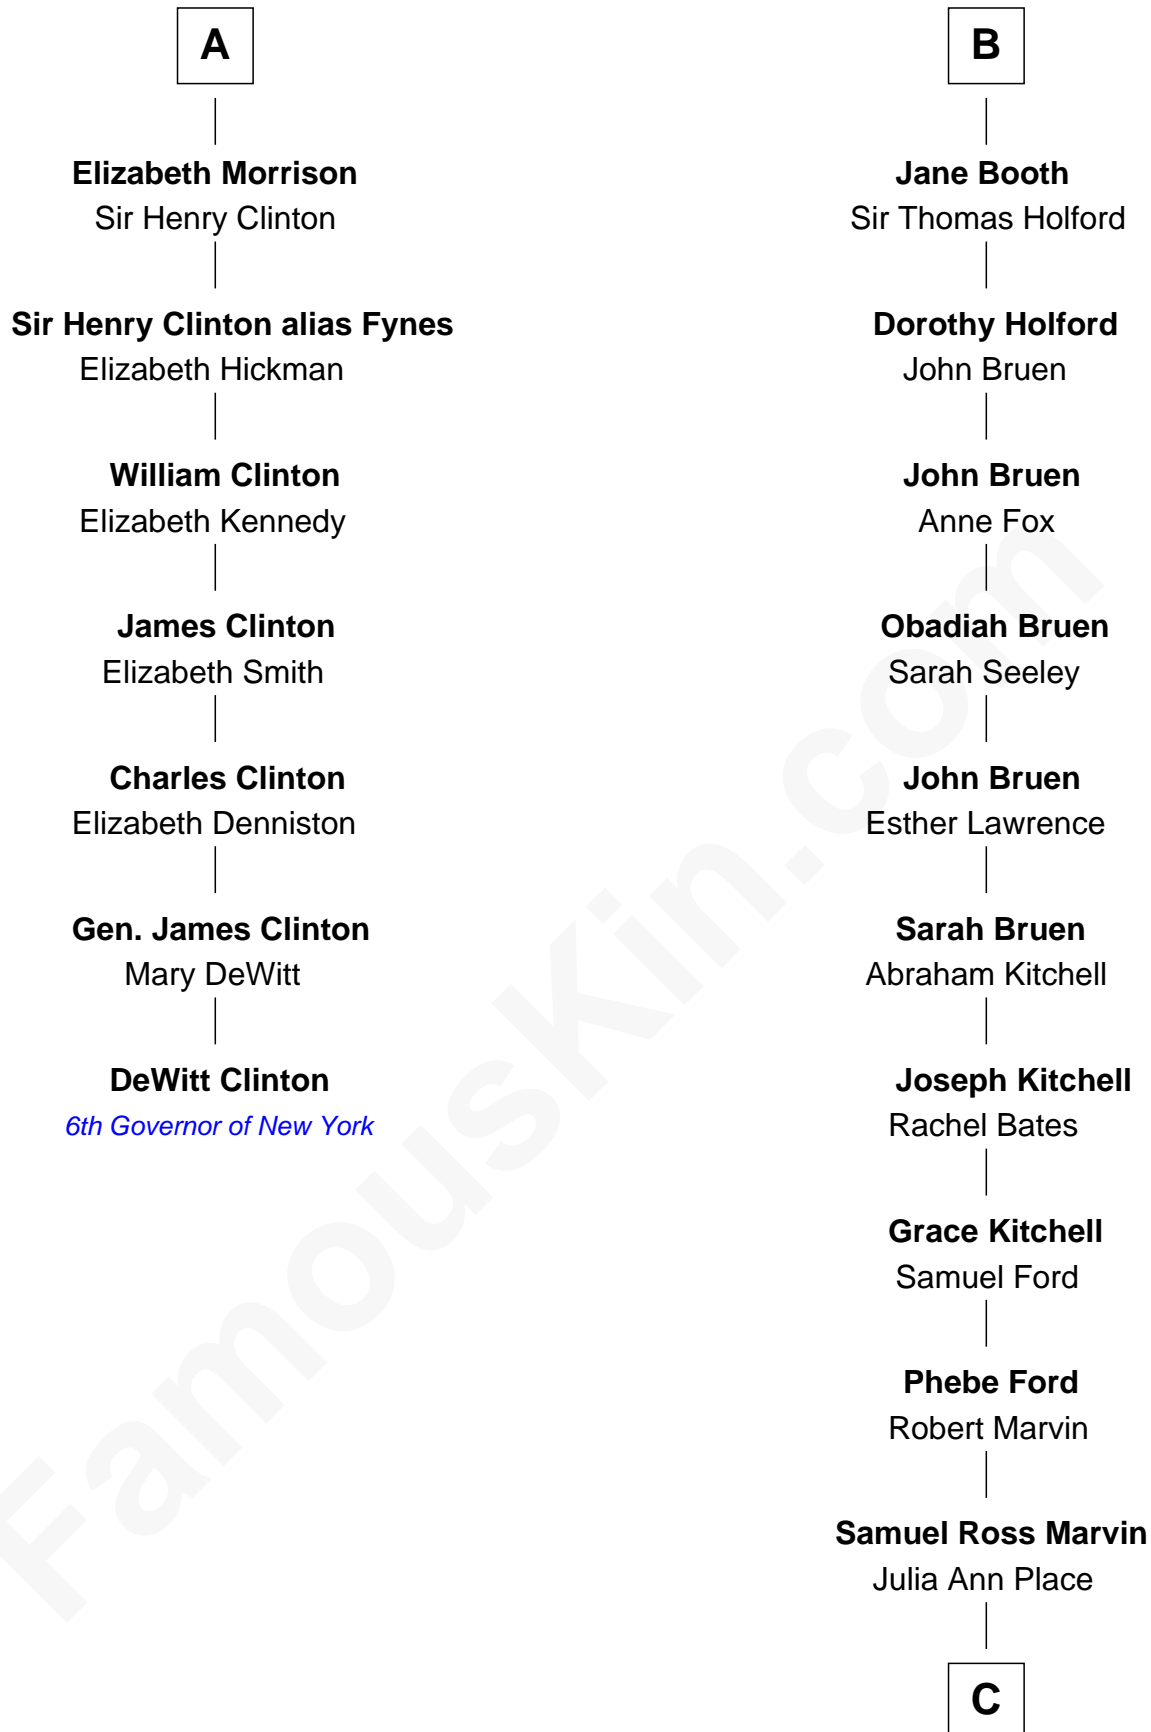 A
Elizabeth Morrison
Sir Henry Clinton
Sir Henry Clinton alias Fynes
Elizabeth Hickman
William Clinton
Elizabeth Kennedy
James Clinton
Elizabeth Smith
Charles Clinton
Elizabeth Denniston
Gen. James Clinton
Mary DeWitt
DeWitt Clinton
6th Governor of New York
B
Jane Booth
Sir Thomas Holford
Dorothy Holford
John Bruen
John Bruen
Anne Fox
Obadiah Bruen
Sarah Seeley
John Bruen
Esther Lawrence
Sarah Bruen
Abraham Kitchell
Joseph Kitchell
Rachel Bates
Grace Kitchell
Samuel Ford
Phebe Ford
Robert Marvin
Samuel Ross Marvin
Julia Ann Place
C
FamousKin.com